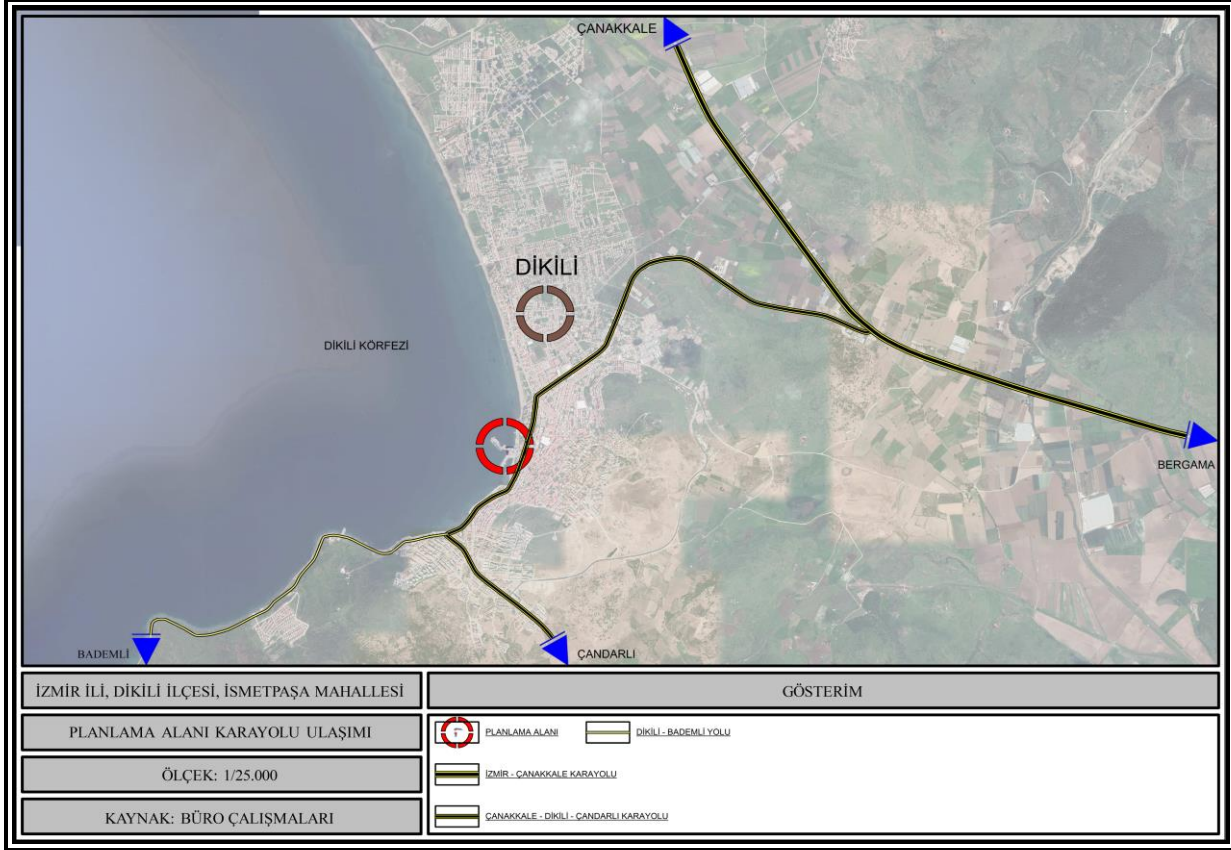 ÇANAKKALE
DİKİLİ
DİKİLİ KÖRFEZİ
BERGAMA
BADEMLİ
ÇANDARLI
İZMİR İLİ, DİKİLİ İLÇESİ, İSMETPAŞA MAHALLESİ
PLANLAMA ALANI KARAYOLU ULAŞIMI
ÖLÇEK: 1/25.000
KAYNAK: BÜRO ÇALIŞMALARI
GÖSTERİM
PLANLAMA ALANI
DİKİLİ - BADEMLİ YOLU
İZMİR - ÇANAKKALE KARAYOLU
ÇANAKKALE - DİKİLİ - ÇANDARLI KARAYOLU